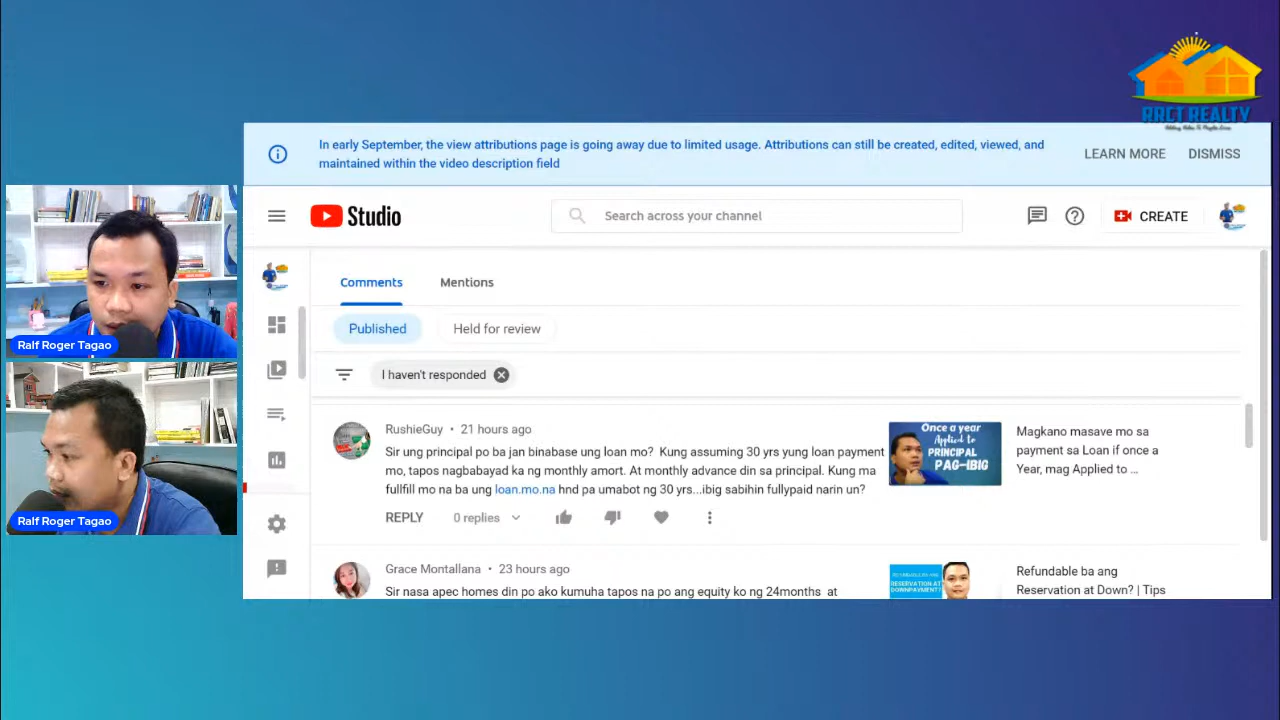 RRCT REALTY
In early September, the view attributions page is going away due to limited usage. Attributions can still be created, edited, viewed, and
maintained within the video description field
LEARN MORE
DISMISS
Studio
Search across your channel
CREATE
Comments
Mentions
Published
Held for review
I haven't responded
Ralf Roger Tagao
Ralf Roger Tagao
RushieGuy • 21 hours ago
Sir ung principal po ba jan binabase ung loan mo? Kung assuming 30 yrs yung loan payment
mo, tapos nagbabayad ka ng monthly amort. At monthly advance din sa principal. Kung ma
fullfill mo na ba ung loan.mo.na hnd pa umabot ng 30 yrs...ibig sabihin fullypaid narin un?
REPLY
0 replies
Once a year
Applied to
PRINCIPAL
PAG-IBIG
Magkano masave mo sa
payment sa Loan if once a
Year, mag Applied to ...
Grace Montallana • 23 hours ago
Sir nasa apec homes din po ako kumuha tapos na po ang equity ko ng 24months at
RESERVATION AT
DOWNPAYMENT?
Refundable ba ang
Reservation at Down? | Tips